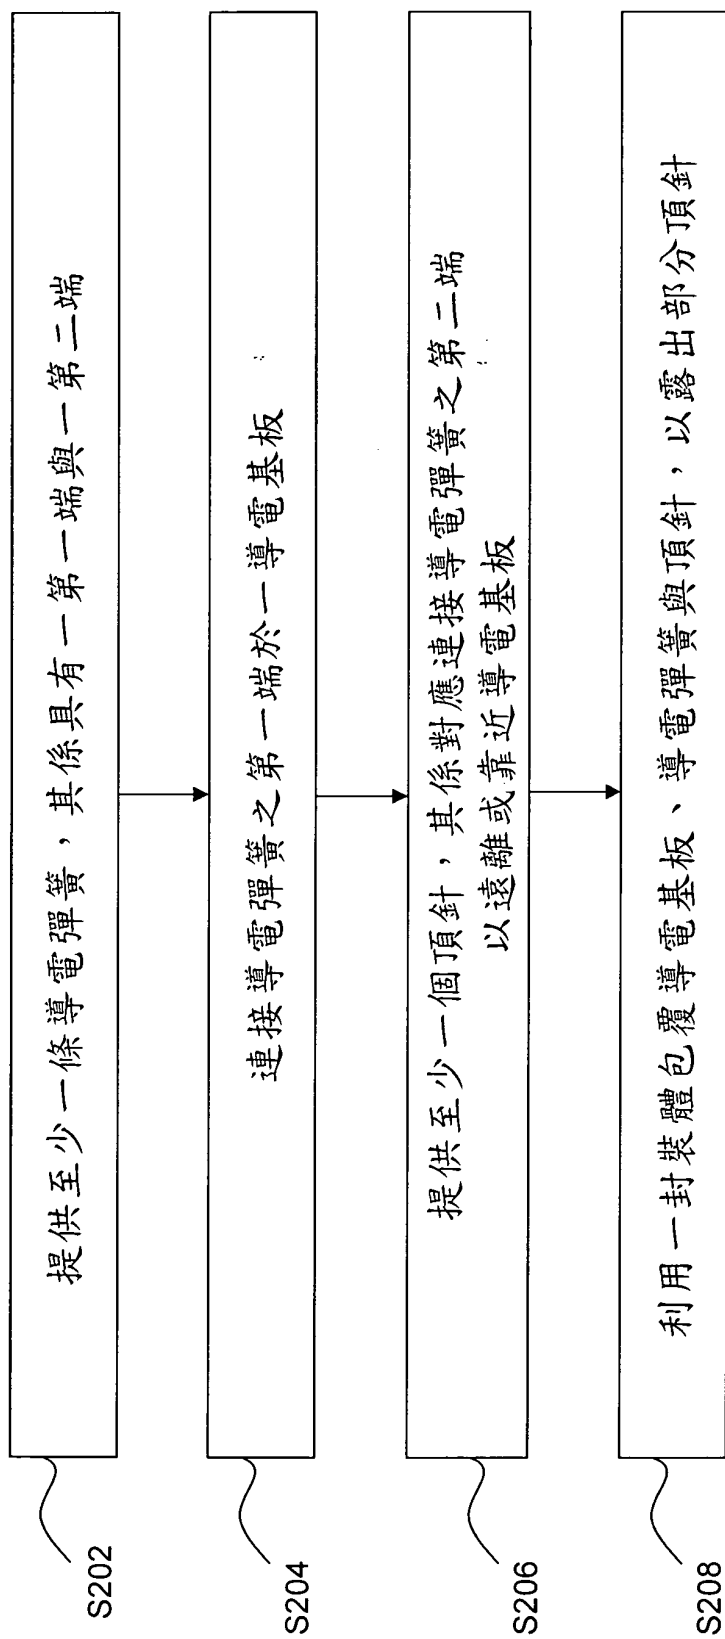 提供至少一條導電彈簧，其係具有一第一端與一第二端
S202
連接導電彈簧之第一端於一導電基板
S204
提供至少一個頂針，其係對應連接導電彈簧之第二端
以遠離或靠近導電基板
S206
利用一封裝體包覆導電基板、導電彈簧與頂針，以露出部分頂針
S208